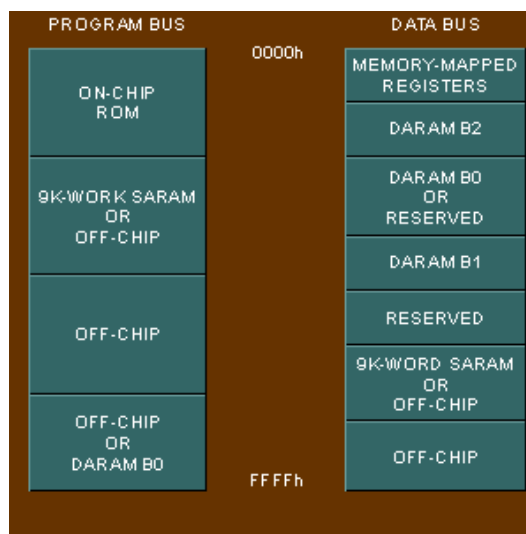 PROGRAM BUS
ON-CHIP
ROM
9K-WORK SARAM
OR
OFF-CHIP
OFF-CHIP
OFF-CHIP
OR
DARAM B0
0000h
FFFFh
DATA BUS
MEMORY-MAPPED
REGISTERS
DARAM B2
DARAM B0
OR
RESERVED
DARAM B1
RESERVED
9K-WORD SARAM
OR
OFF-CHIP
OFF-CHIP